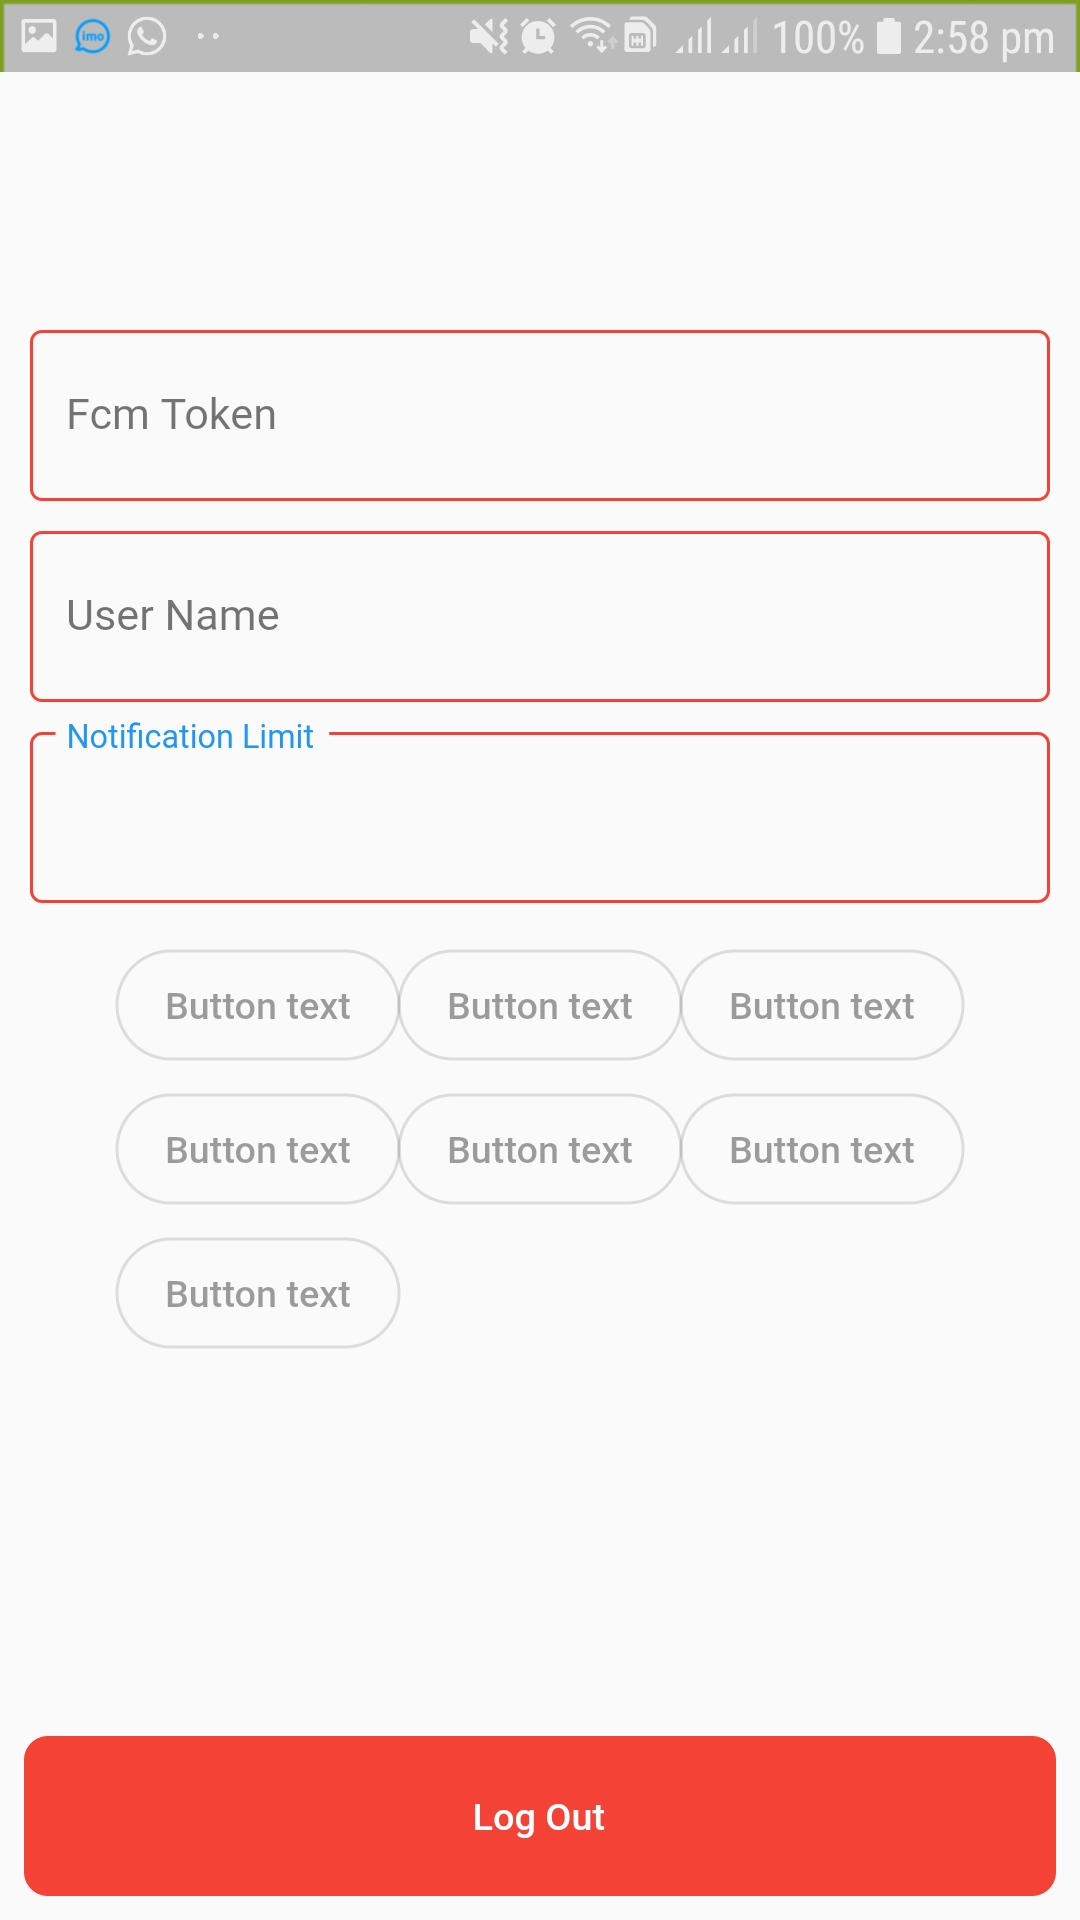 imo 100% 2:58 pm
Fcm Token
User Name
Notification Limit
Button text Button text Button text
Button text Button text Button text
Button text
Log Out